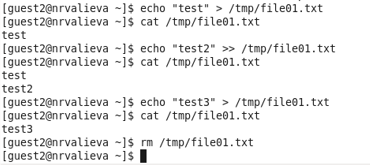 [guest2@nrvalieva ~]$ echo "test" > /tmp/file01.txt
[guest2@nrvalieva ~]$ cat /tmp/file01.txt
test
[guest2@nrvalieva ~]$ echo "test2" >> /tmp/file01.txt
[guest2@nrvalieva ~]$ cat /tmp/file01.txt
test
test2
[guest2@nrvalieva ~]$ echo "test3" > /tmp/file01.txt
[guest2@nrvalieva ~]$ cat /tmp/file01.txt
test3
[guest2@nrvalieva ~]$ rm /tmp/file01.txt
[guest2@nrvalieva ~]$